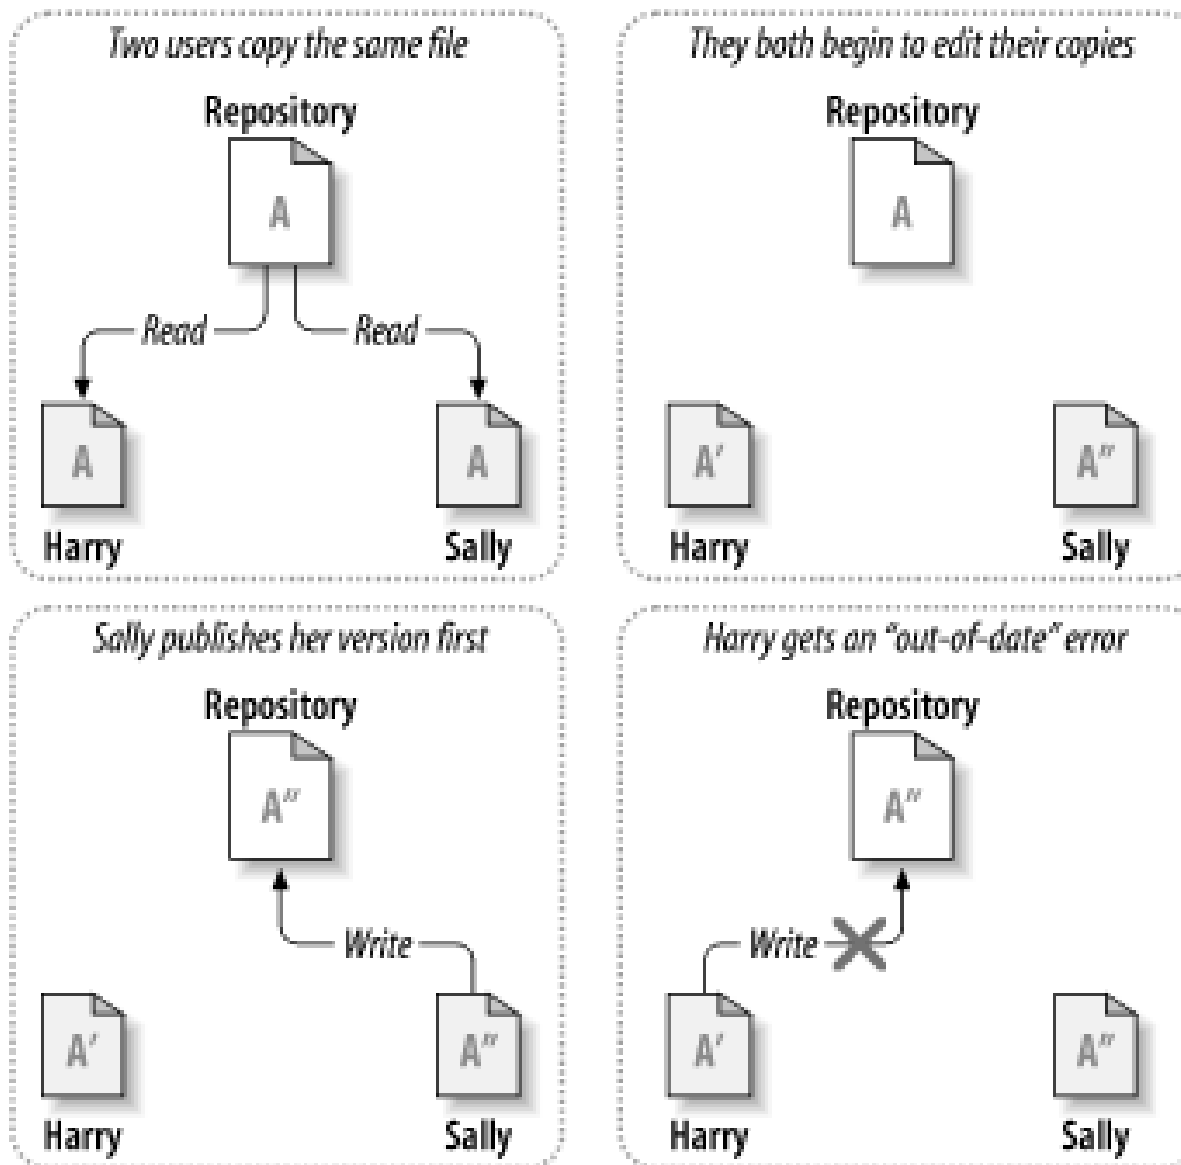 Two users copy the same file
Repository
A
Read
Read
A
A
Harry
Sally
They both begin to edit their copies
Repository
A
A′
A″
Harry
Sally
Sally publishes her version first
Repository
A″
Write
A′
A″
Harry
Sally
Harry gets an “out-of-date” error
Repository
A″
Write
A′
A″
Harry
Sally